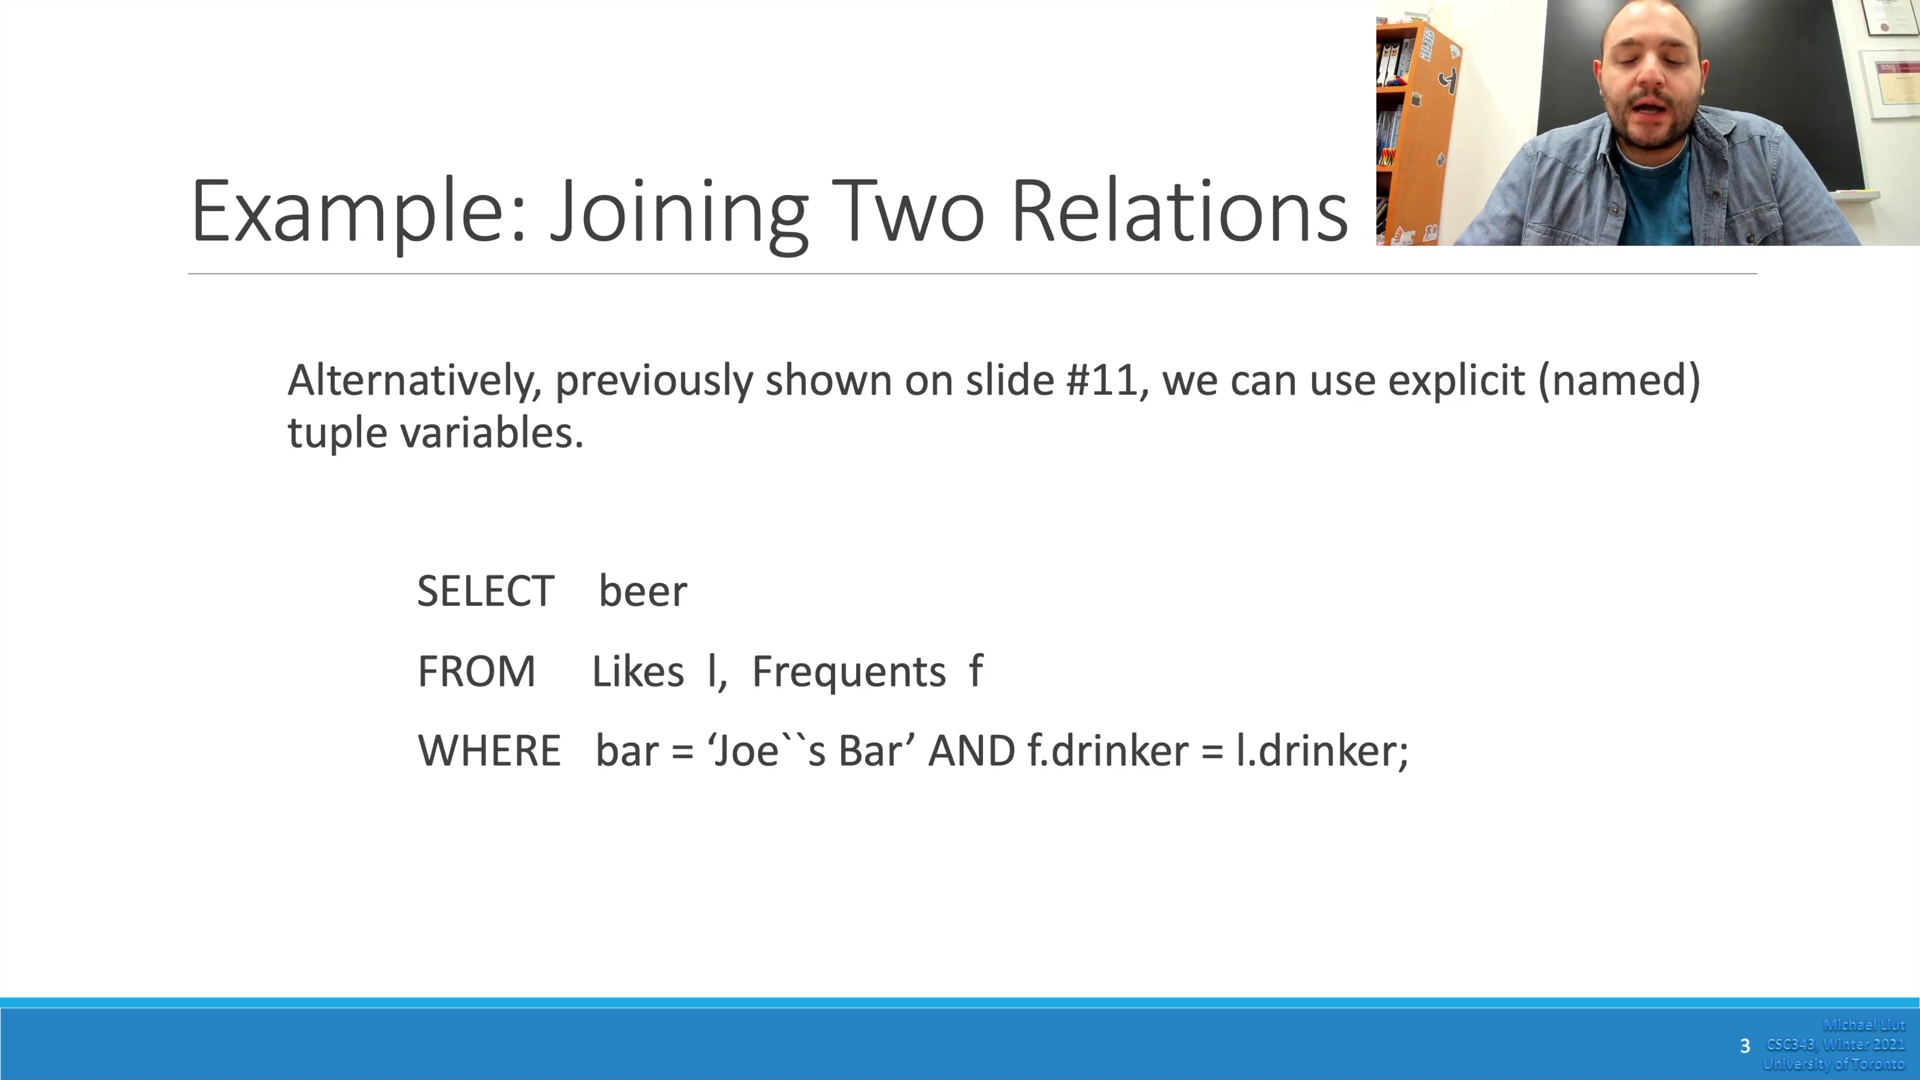 Example: Joining Two Relations
Alternatively, previously shown on slide #11, we can use explicit (named)
tuple variables.
SELECT beer
FROM Likes l, Frequents f
WHERE bar = ‘Joe``s Bar’ AND f.drinker = l.drinker;
3
Michael Liut
CSC343, Winter 2021
University of Toronto